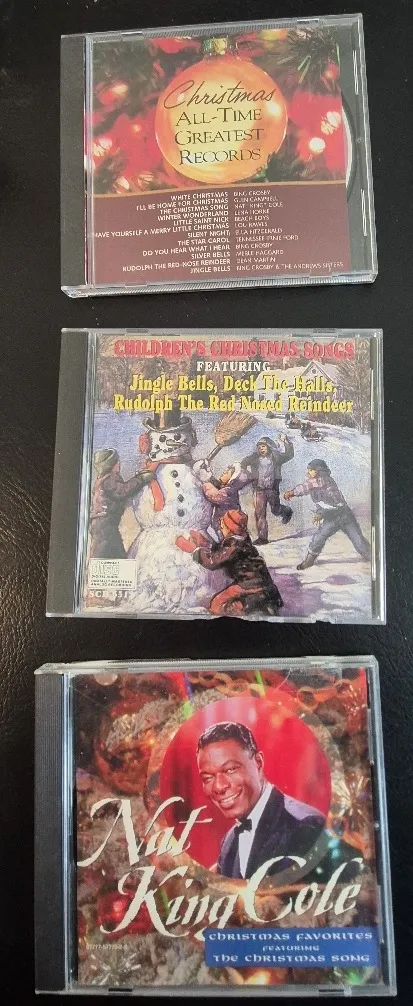 Christmas
ALL-TIME
GREATEST
RECORDS
WHITE CHRISTMAS BING CROSBY
I'LL BE HOME FOR CHRISTMAS GLEN CAMPBELL
THE CHRISTMAS SONG NAT "KING" COLE
WINTER WONDERLAND LENA HORNE
LITTLE SAINT NICK BEACH BOYS
HAVE YOURSELF A MERRY LITTLE CHRISTMAS LOU RAWLS
SILENT NIGHT ELLA FITZGERALD
THE STAR CAROL TENNESSEE ERNIE FORD
DO YOU HEAR WHAT I HEAR BING CROSBY
SILVER BELLS MERLE HAGGARD
RUDOLPH THE RED-NOSE REINDEER DEAN MARTIN
JINGLE BELLS BING CROSBY & THE ANDREWS SISTERS
CHILDREN'S CHRISTMAS SONGS
FEATURING
Jingle Bells, Deck The Halls,
Rudolph The Red Nosed Reindeer
COMPACT
disc
DIGITAL AUDIO
Nat
King Cole
CHRISTMAS FAVORITES
FEATURING
THE CHRISTMAS SONG